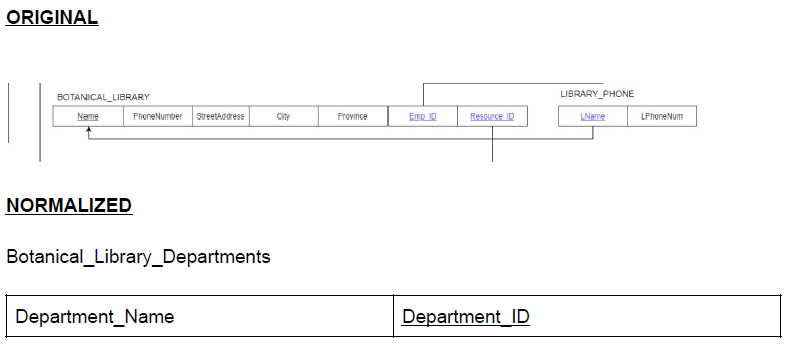 ORIGINAL
BOTANICAL_LIBRARY LIBRARY_PHONE
Name PhoneNumber StreetAddress City Province Emp_ID Resource_ID LName LPhoneNum
NORMALIZED
Botanical_Library_Departments
Department_Name Department_ID